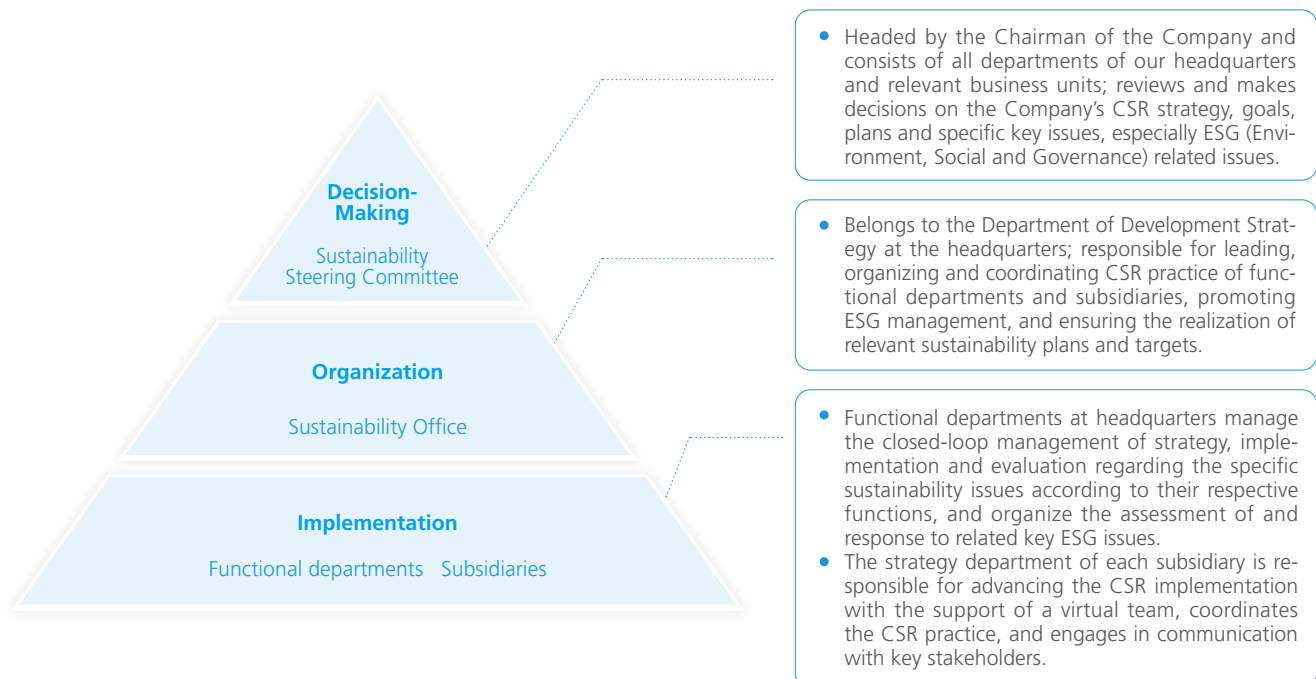 Decision-
Making
Sustainability
Steering Committee
Organization
Sustainability Office
Implementation
Functional departments Subsidiaries
• Headed by the Chairman of the Company and
consists of all departments of our headquarters
and relevant business units; reviews and makes
decisions on the Company's CSR strategy, goals,
plans and specific key issues, especially ESG (Envi-
ronment, Social and Governance) related issues.
• Belongs to the Department of Development Strat-
egy at the headquarters; responsible for leading,
organizing and coordinating CSR practice of func-
tional departments and subsidiaries, promoting
ESG management, and ensuring the realization of
relevant sustainability plans and targets.
• Functional departments at headquarters manage
the closed-loop management of strategy, imple-
mentation and evaluation regarding the specific
sustainability issues according to their respective
functions, and organize the assessment of and
response to related key ESG issues.
• The strategy department of each subsidiary is re-
sponsible for advancing the CSR implementation
with the support of a virtual team, coordinates
the CSR practice, and engages in communication
with key stakeholders.